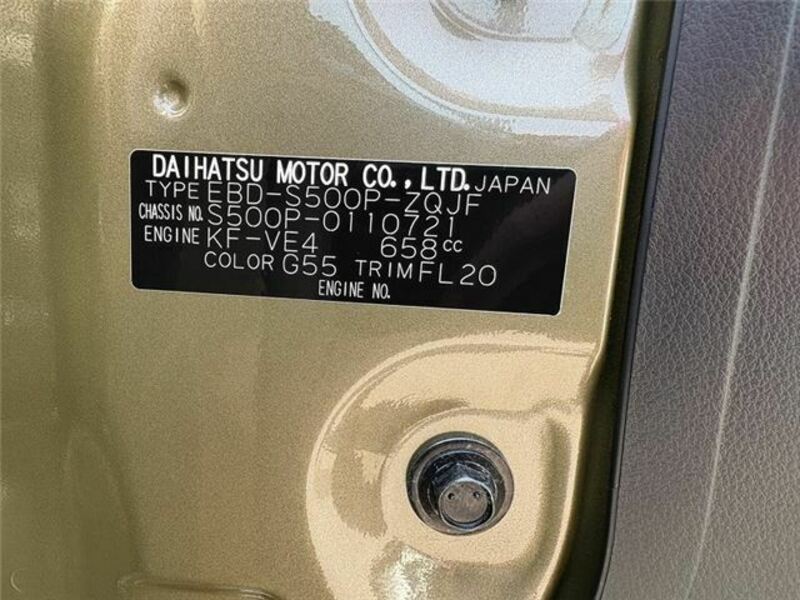 DAIHATSU MOTOR CO.,LTD. JAPAN
TYPE EBD-S500P-ZQJF
CHASSIS NO. S500P-0110721
ENGINE KF-VE4 658cc
COLOR G55 TRIM FL20
ENGINE NO.